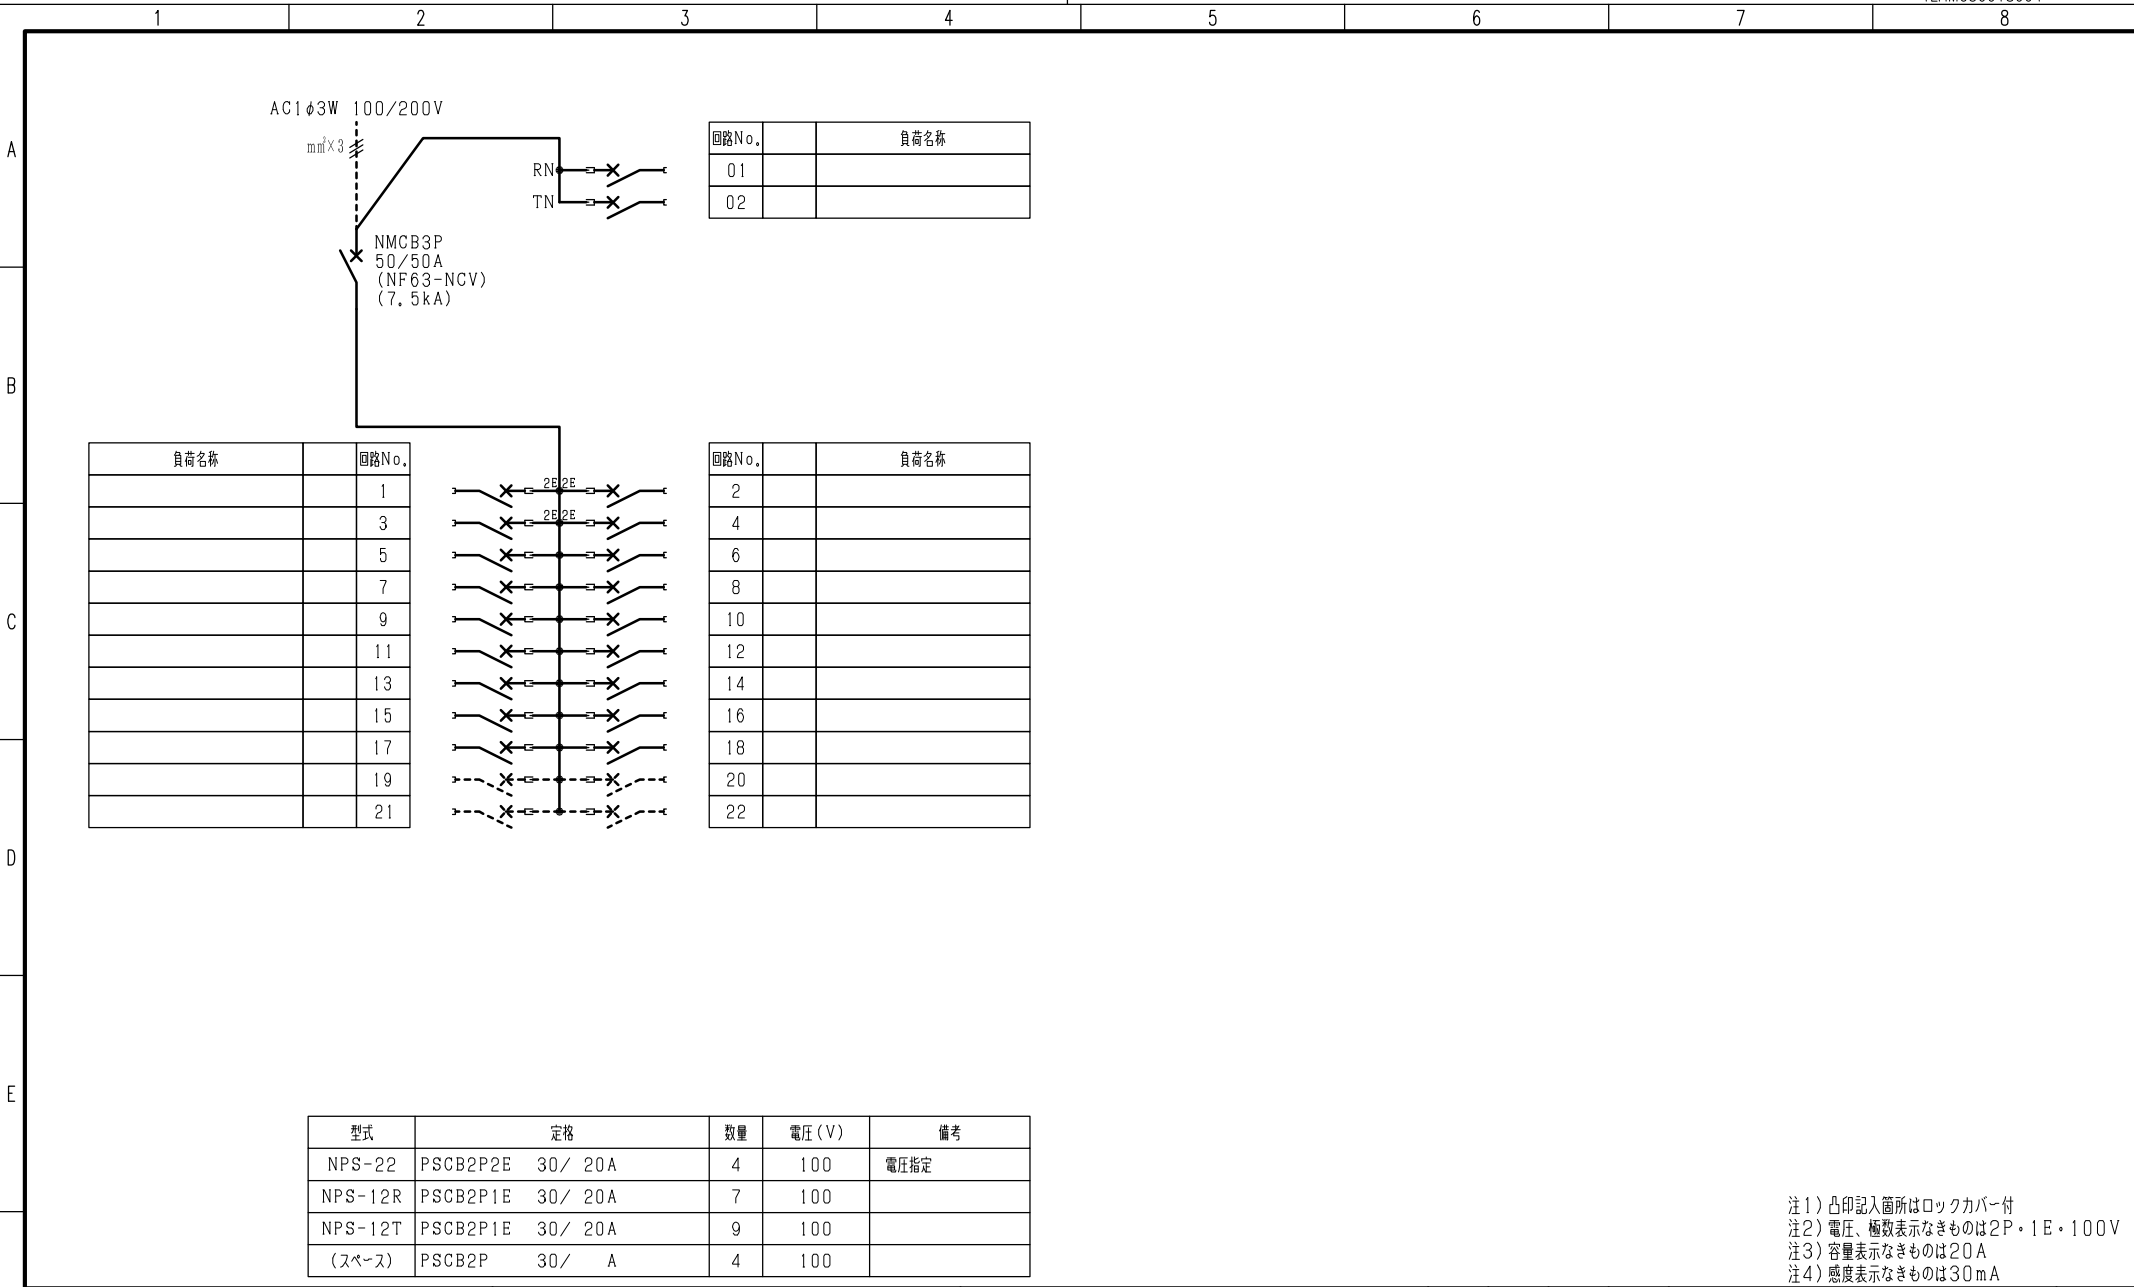 1 2 3 4 5 6 7 8
A
B
C
D
E
AC1φ3W 100/200V
mm²×3
NMCB3P
50/50A
(NF63-NCV)
(7.5kA)
RN
TN
回路No. 負荷名称
01
02
負荷名称 回路No.
1
3
5
7
9
11
13
15
17
19
21
2E 2E
2E 2E
回路No. 負荷名称
2
4
6
8
10
12
14
16
18
20
22
型式 定格 数量 電圧(V) 備考
NPS-22 PSCB2P2E 30/ 20A 4 100 電圧指定
NPS-12R PSCB2P1E 30/ 20A 7 100
NPS-12T PSCB2P1E 30/ 20A 9 100
(スペース) PSCB2P 30/ A 4 100
注1)凸印記入箇所はロックカバー付
注2)電圧、極数表示なきものは2P・1E・100V
注3)容量表示なきものは20A
注4)感度表示なきものは30mA